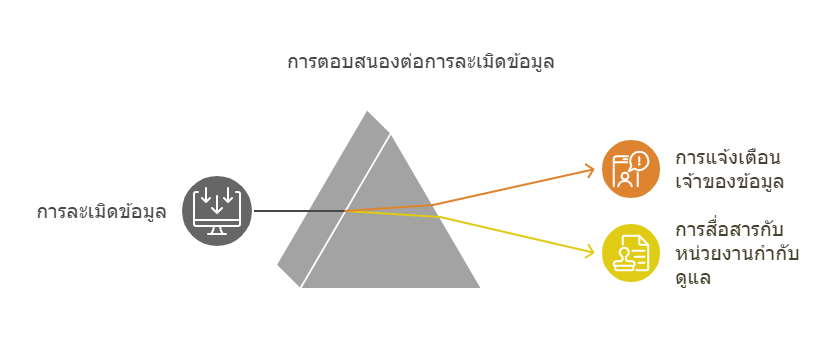 การตอบสนองต่อการละเมิดข้อมูล
การละเมิดข้อมูล
การแจ้งเตือน
เจ้าของข้อมูล
การสื่อสารกับ
หน่วยงานกำกับ
ดูแล